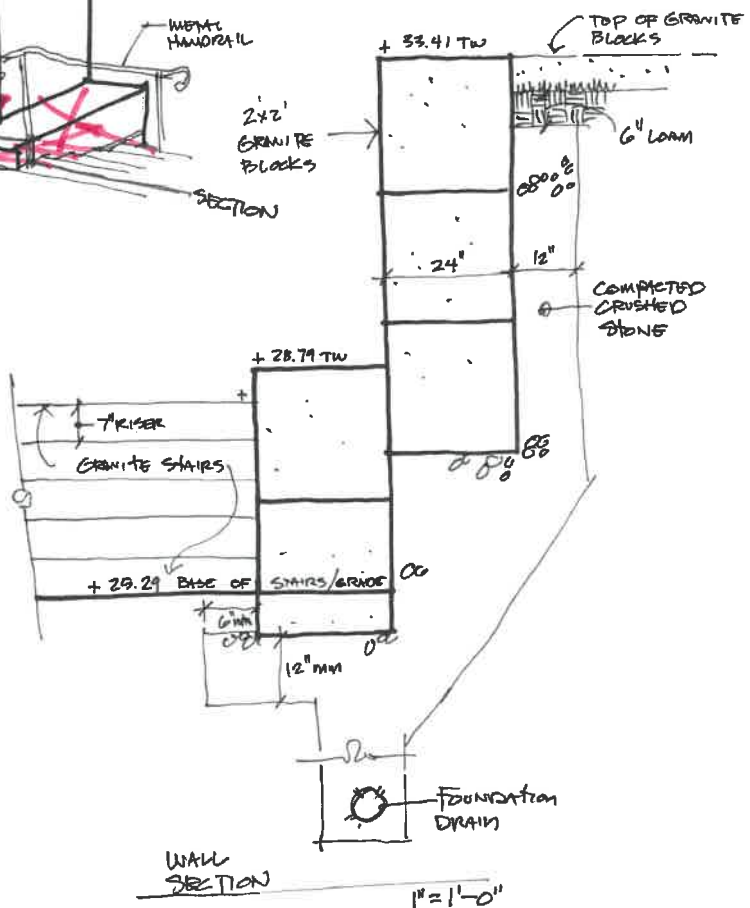 METAL
HANDRAIL
SECTION
+ 33.41 TW
TOP OF GRANITE
BLOCKS
2'x2'
GRANITE
BLOCKS
6" LOAM
24"
12"
COMPACTED
CRUSHED
STONE
+ 28.79 TW
+
7" RISER
GRANITE STAIRS
+ 25.29 BASE OF STAIRS/GRADE
6" min
12" min
FOUNDATION
DRAIN
WALL
SECTION
1" = 1'-0"